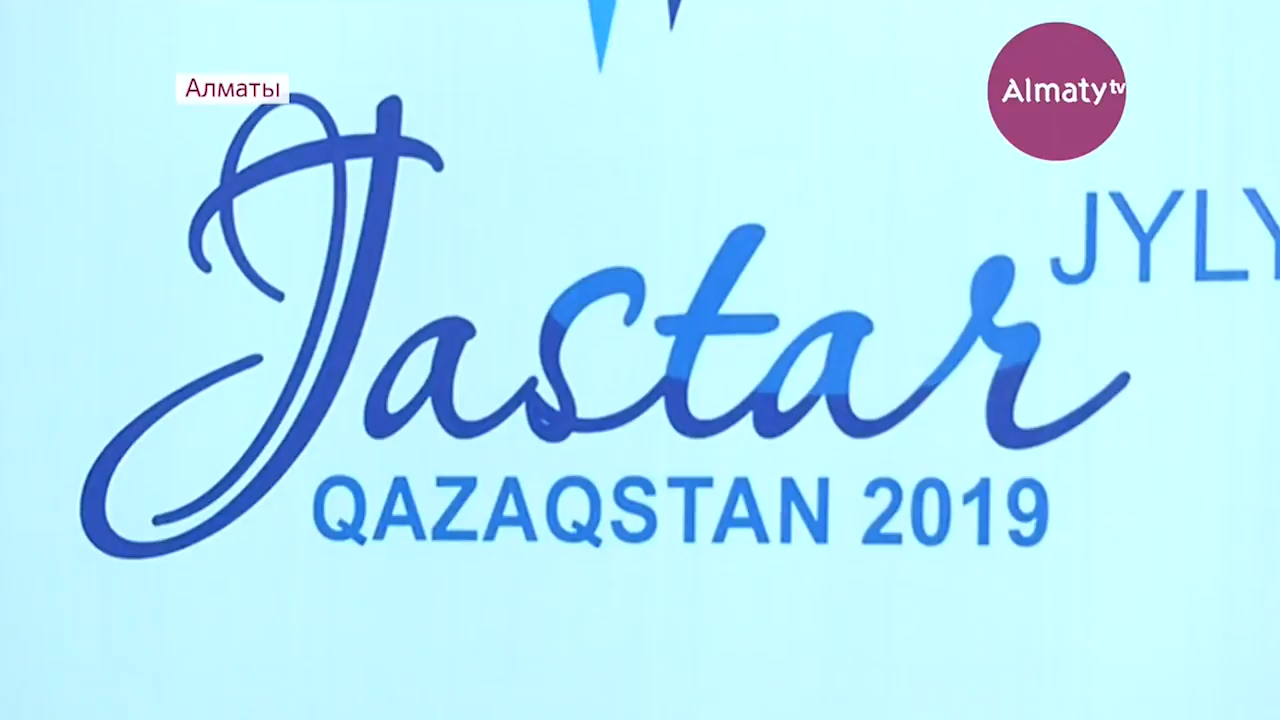 Алматы
Almaty tv
Jastar
JYLY
QAZAQSTAN 2019